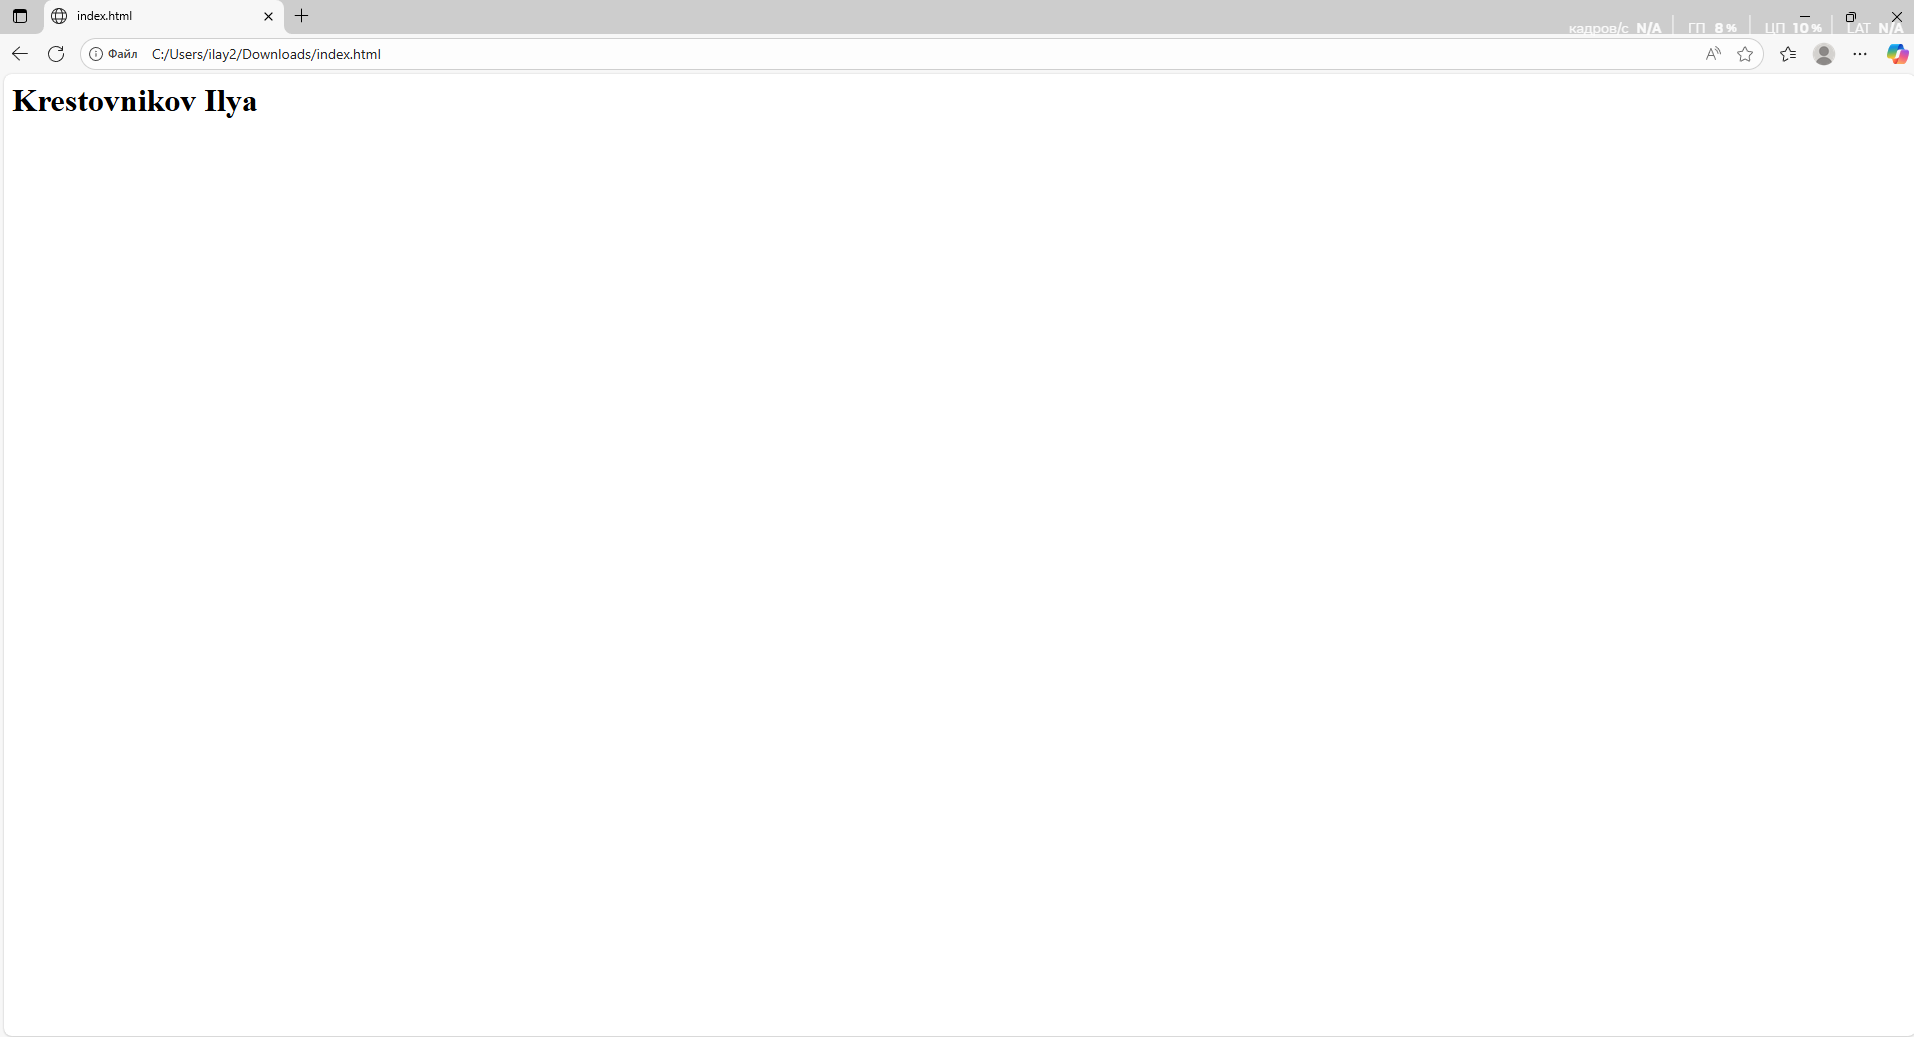 index.html
кадров/с N/A ГП 8% ЦП 10% LAT N/A
Файл C:/Users/ilay2/Downloads/index.html
Krestovnikov Ilya